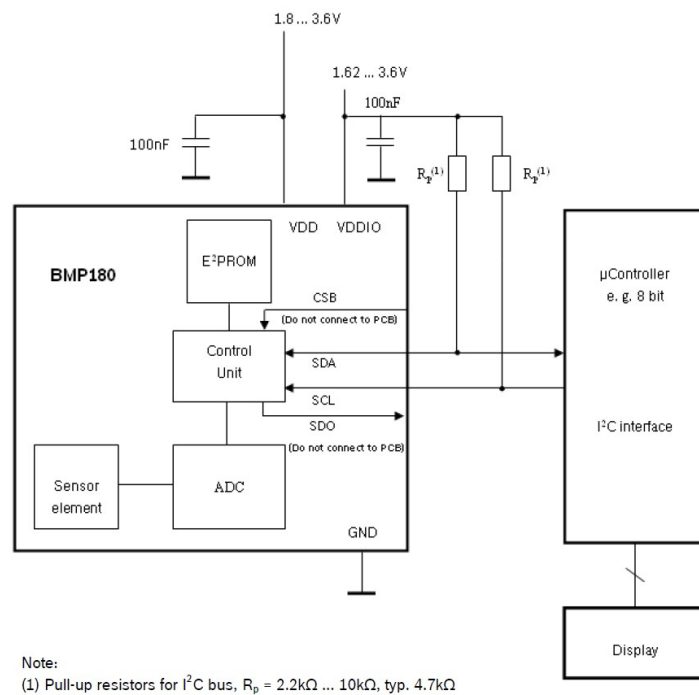 1.8 ... 3.6V
1.62 ... 3.6V
100nF
100nF
Rp(1)
Rp(1)
VDD
VDDIO
E²PROM
BMP180
µController
e. g. 8 bit
CSB
(Do not connect to PCB)
Control
Unit
SDA
SCL
SDO
(Do not connect to PCB)
I²C interface
Sensor
element
ADC
GND
Display
Note:
(1) Pull-up resistors for I²C bus, Rp = 2.2kΩ ... 10kΩ, typ. 4.7kΩ